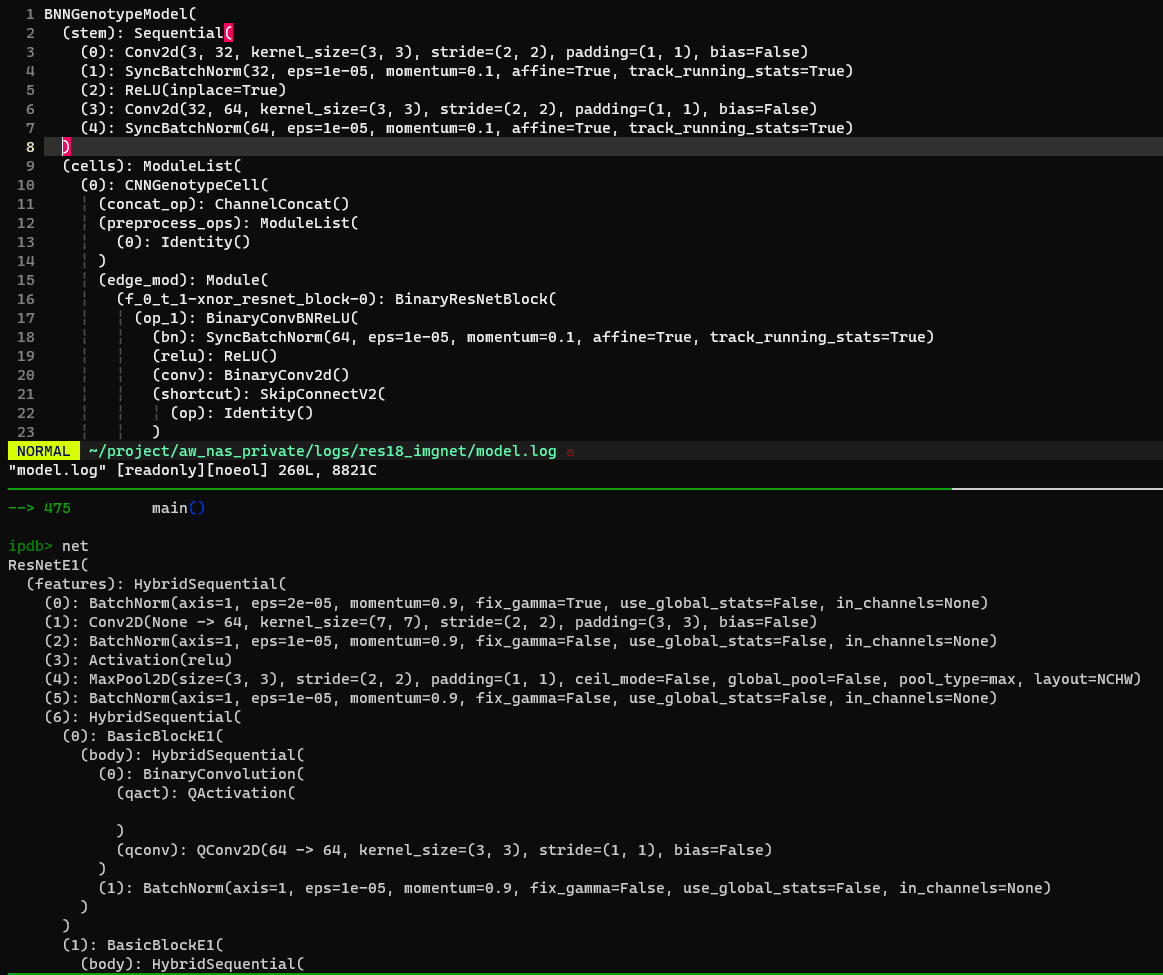 1 BNNGenotypeModel(
2 (stem): Sequential(
3 (0): Conv2d(3, 32, kernel_size=(3, 3), stride=(2, 2), padding=(1, 1), bias=False)
4 (1): SyncBatchNorm(32, eps=1e-05, momentum=0.1, affine=True, track_running_stats=True)
5 (2): ReLU(inplace=True)
6 (3): Conv2d(32, 64, kernel_size=(3, 3), stride=(2, 2), padding=(1, 1), bias=False)
7 (4): SyncBatchNorm(64, eps=1e-05, momentum=0.1, affine=True, track_running_stats=True)
8 )
9 (cells): ModuleList(
10 (0): CNNGenotypeCell(
11 (concat_op): ChannelConcat()
12 (preprocess_ops): ModuleList(
13 (0): Identity()
14 )
15 (edge_mod): Module(
16 (f_0_t_1-xnor_resnet_block-0): BinaryResNetBlock(
17 (op_1): BinaryConvBNReLU(
18 (bn): SyncBatchNorm(64, eps=1e-05, momentum=0.1, affine=True, track_running_stats=True)
19 (relu): ReLU()
20 (conv): BinaryConv2d()
21 (shortcut): SkipConnectV2(
22 (op): Identity()
23 )
NORMAL ~/project/aw_nas_private/logs/res18_imgnet/model.log
"model.log" [readonly][noeol] 260L, 8821C
--> 475 main()
ipdb> net
ResNetE1(
(features): HybridSequential(
(0): BatchNorm(axis=1, eps=2e-05, momentum=0.9, fix_gamma=True, use_global_stats=False, in_channels=None)
(1): Conv2D(None -> 64, kernel_size=(7, 7), stride=(2, 2), padding=(3, 3), bias=False)
(2): BatchNorm(axis=1, eps=1e-05, momentum=0.9, fix_gamma=False, use_global_stats=False, in_channels=None)
(3): Activation(relu)
(4): MaxPool2D(size=(3, 3), stride=(2, 2), padding=(1, 1), ceil_mode=False, global_pool=False, pool_type=max, layout=NCHW)
(5): BatchNorm(axis=1, eps=1e-05, momentum=0.9, fix_gamma=False, use_global_stats=False, in_channels=None)
(6): HybridSequential(
(0): BasicBlockE1(
(body): HybridSequential(
(0): BinaryConvolution(
(qact): QActivation(
)
(qconv): QConv2D(64 -> 64, kernel_size=(3, 3), stride=(1, 1), bias=False)
)
(1): BatchNorm(axis=1, eps=1e-05, momentum=0.9, fix_gamma=False, use_global_stats=False, in_channels=None)
)
)
(1): BasicBlockE1(
(body): HybridSequential(